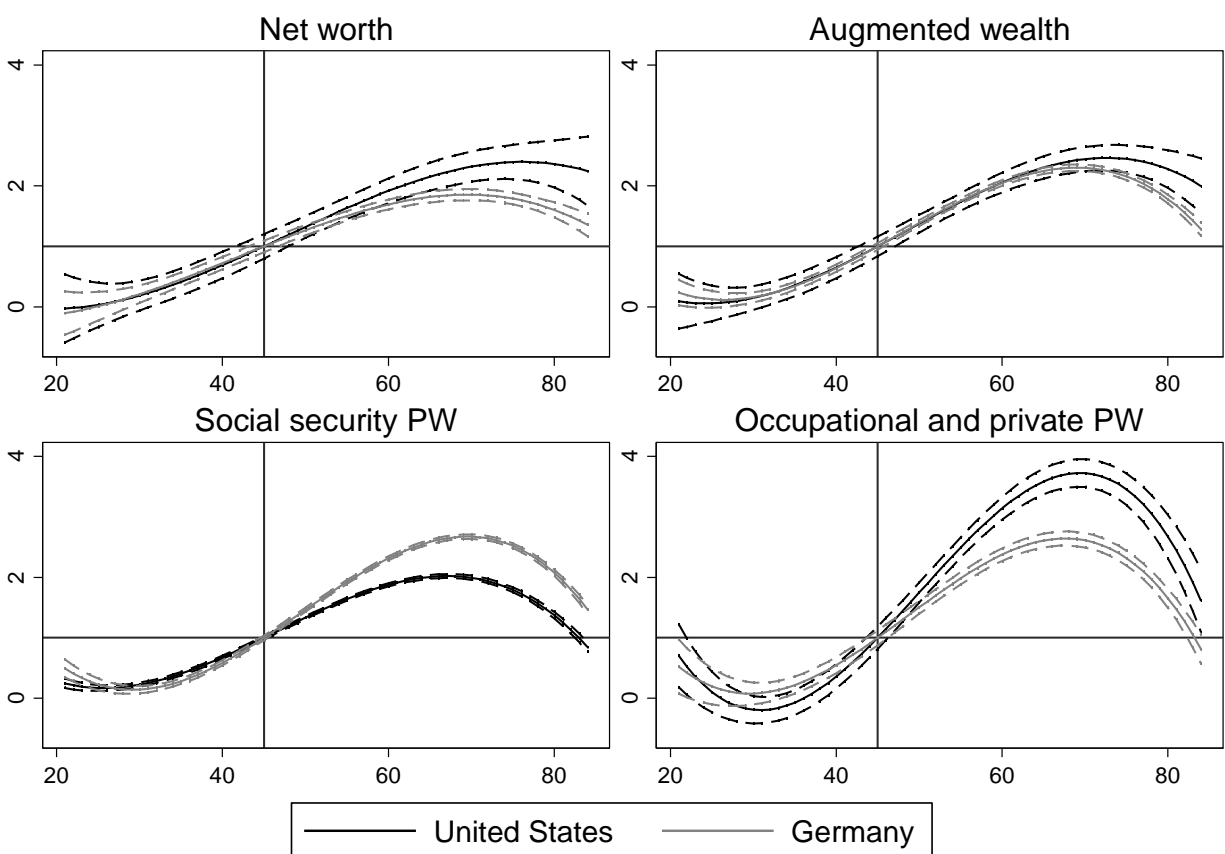 Net worth
Augmented wealth
4
2
0
20 40 60 80
4
2
0
20 40 60 80
Social security PW
Occupational and private PW
4
2
0
20 40 60 80
4
2
0
20 40 60 80
United States Germany